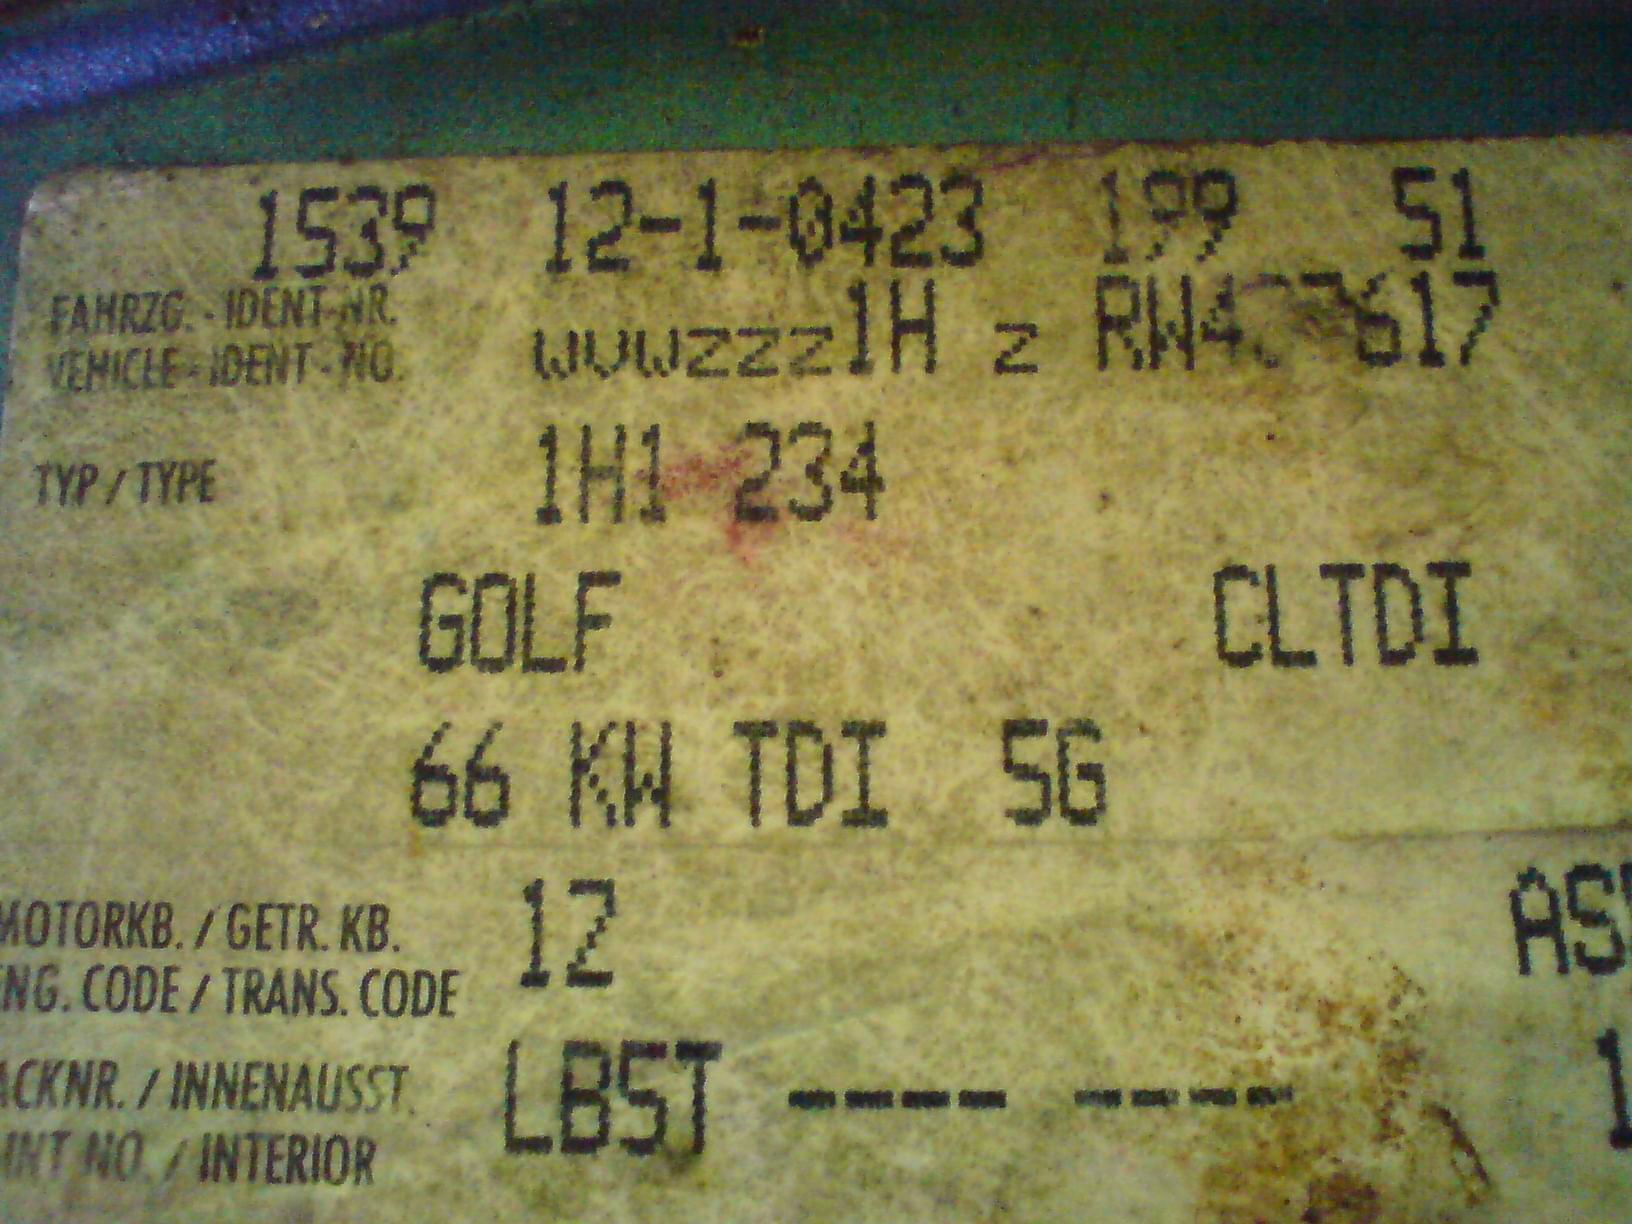 1539 12-1-0423 199 51
FAHRZG.-IDENT-NR.
VEHICLE-IDENT-NO. WVWZZZ1H Z
TYP / TYPE 1H1 234
GOLF CLTDI
66 KW TDI 5G
MOTORKB. / GETR. KB. 1Z
NG. CODE / TRANS. CODE
ACKNR. / INNENAUSST. LB5T ---- ----
INT NO. / INTERIOR